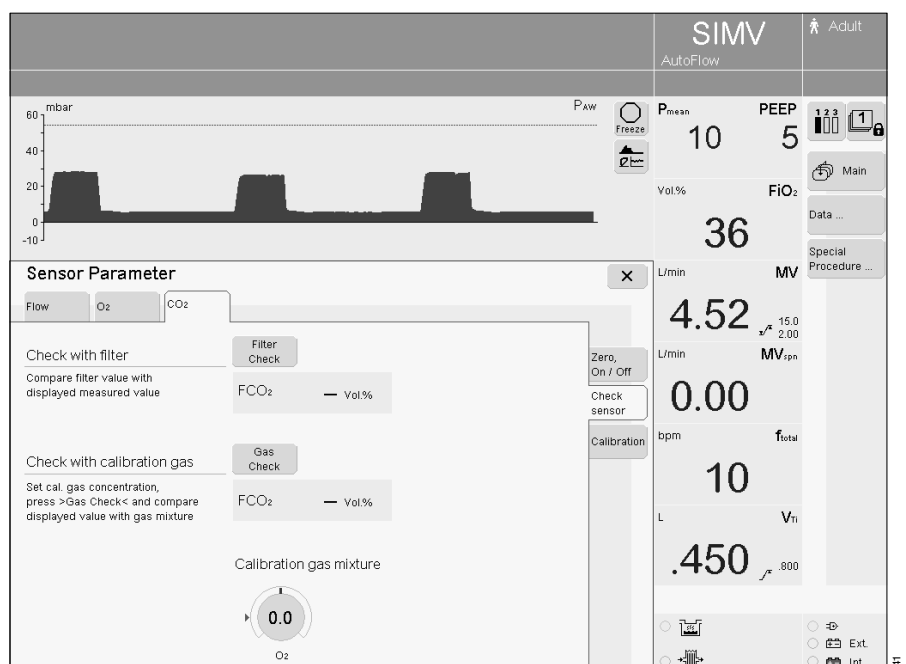 SIMV
AutoFlow
Adult
mbar
PAW
60
40
20
0
-10
Freeze
Pmean PEEP
10 5
1 2 3
1
Main
Vol.% FiO2
36
Data ...
Special
Procedure ...
Sensor Parameter
Flow
O2
CO2
L/min MV
4.52
15.0
2.00
Check with filter
Filter
Check
Compare filter value with
displayed measured value
FCO2 – Vol.%
Zero,
On / Off
Check
sensor
Calibration
L/min MVspn
0.00
Check with calibration gas
Gas
Check
Set cal. gas concentration,
press >Gas Check< and compare
displayed value with gas mixture
FCO2 – Vol.%
bpm ftotal
10
L VTi
.450
.800
Calibration gas mixture
0.0
O2
Ext.
Int.